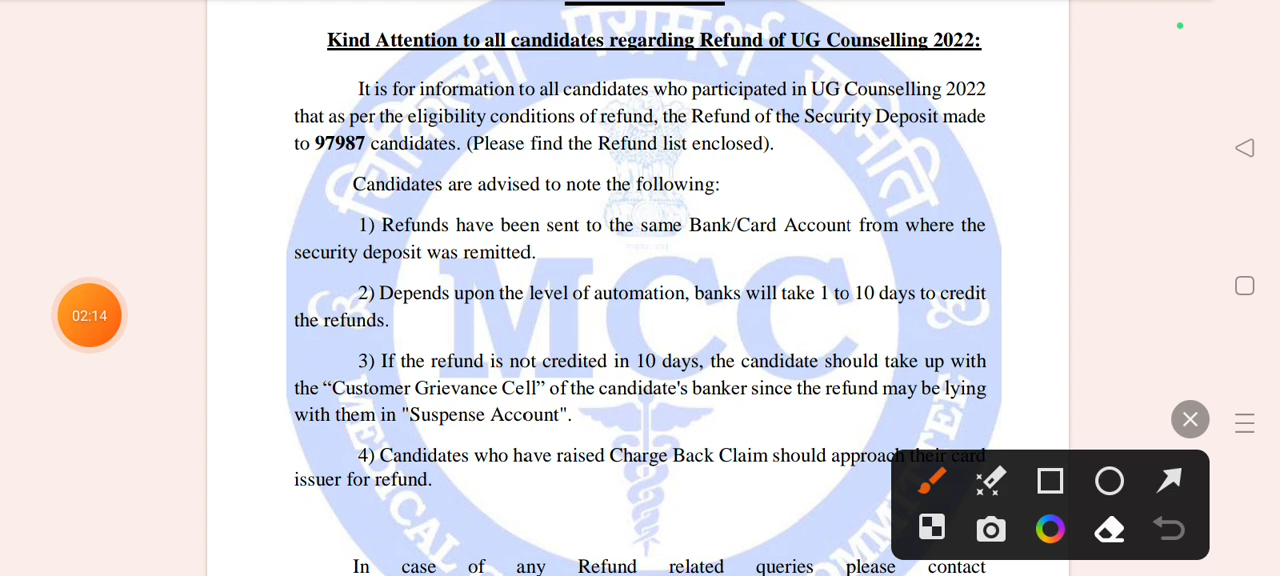 परामर्श
चिकित्सा
समिति
Kind Attention to all candidates regarding Refund of UG Counselling 2022:
It is for information to all candidates who participated in UG Counselling 2022
that as per the eligibility conditions of refund, the Refund of the Security Deposit made
to 97987 candidates. (Please find the Refund list enclosed).
Candidates are advised to note the following:
1) Refunds have been sent to the same Bank/Card Account from where the
security deposit was remitted.
2) Depends upon the level of automation, banks will take 1 to 10 days to credit
the refunds.
3) If the refund is not credited in 10 days, the candidate should take up with
the “Customer Grievance Cell” of the candidate's banker since the refund may be lying
with them in "Suspense Account".
4) Candidates who have raised Charge Back Claim should approach their card
issuer for refund.
In case of any Refund related queries please contact
MCC
MEDICAL
02:14